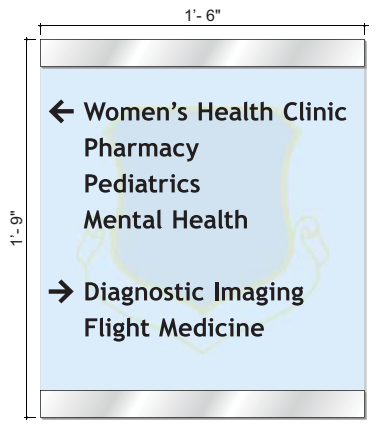 1'- 6"
1'- 9"
← Women's Health Clinic
Pharmacy
Pediatrics
Mental Health
→ Diagnostic Imaging
Flight Medicine